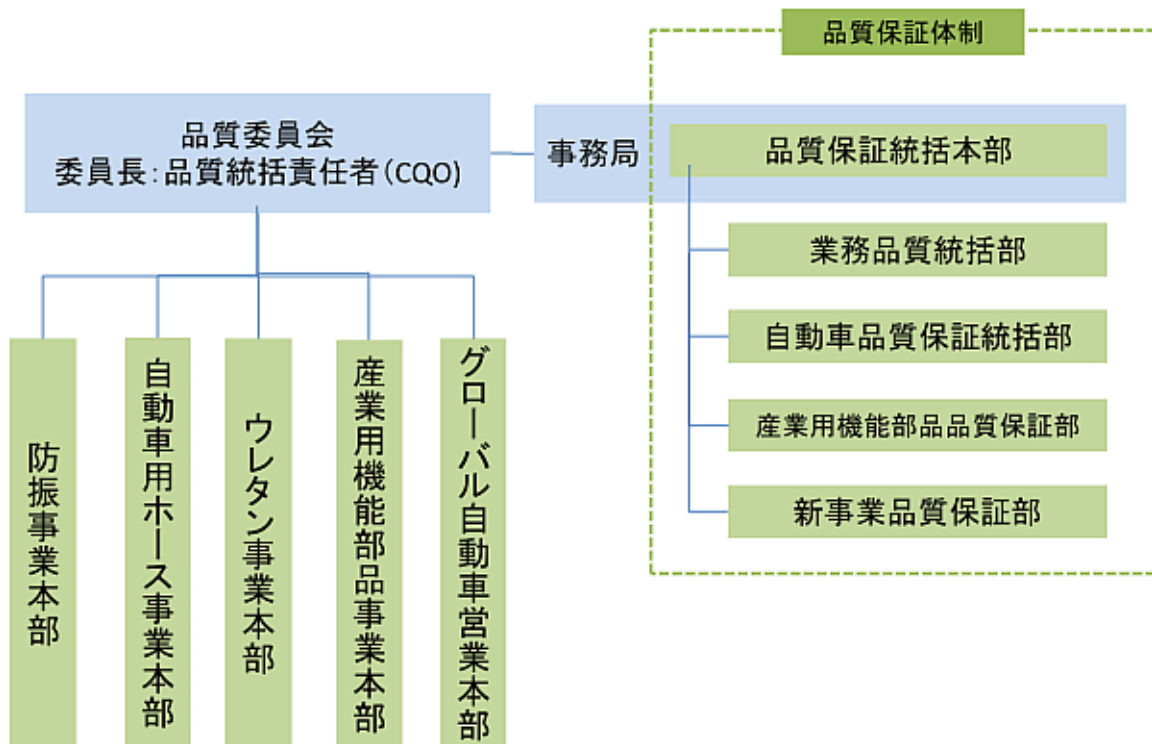 品質保証体制
品質委員会
委員長:品質統括責任者(CQO)
事務局
品質保証統括本部
業務品質統括部
自動車品質保証統括部
産業用機能部品品質保証部
新事業品質保証部
防振事業本部
自動車用ホース事業本部
ウレタン事業本部
産業用機能部品事業本部
グローバル自動車営業本部